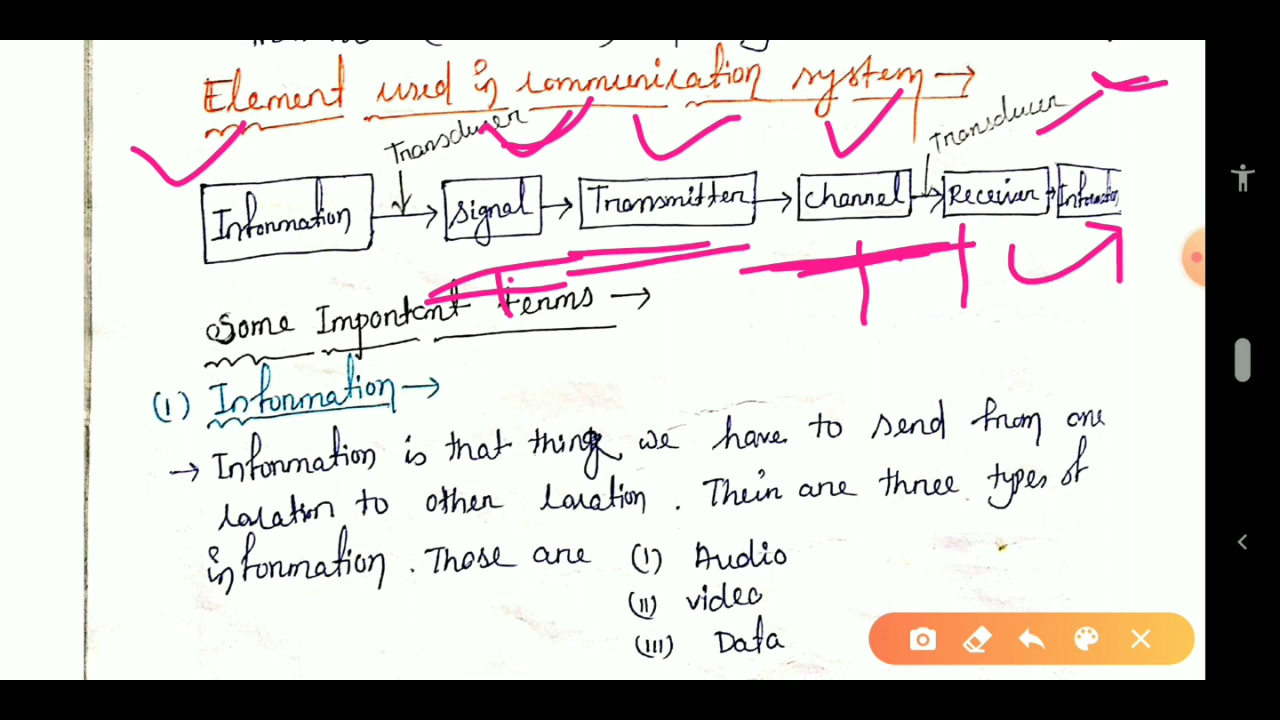 Element used in communication system →
Transducer
Transducer
Information
signal
Transmitter
channel
Receiver
Information
Some Important terms →
(1) Information →
→ Information is that thing we have to send from one
location to other location. Their are three types of
information. Those are (i) Audio
(ii) video
(iii) Data